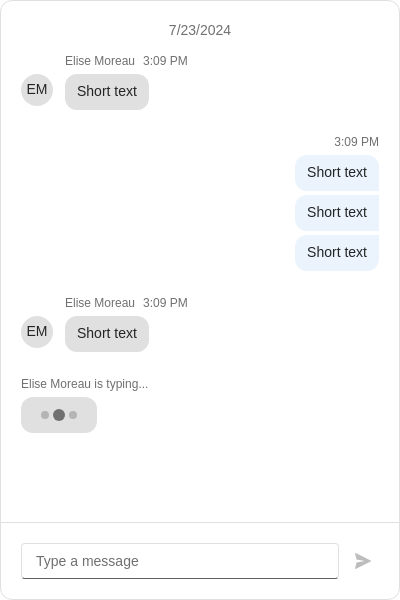 7/23/2024
Elise Moreau 3:09 PM
EM
Short text
3:09 PM
Short text
Short text
Short text
Elise Moreau 3:09 PM
EM
Short text
Elise Moreau is typing...
Type a message